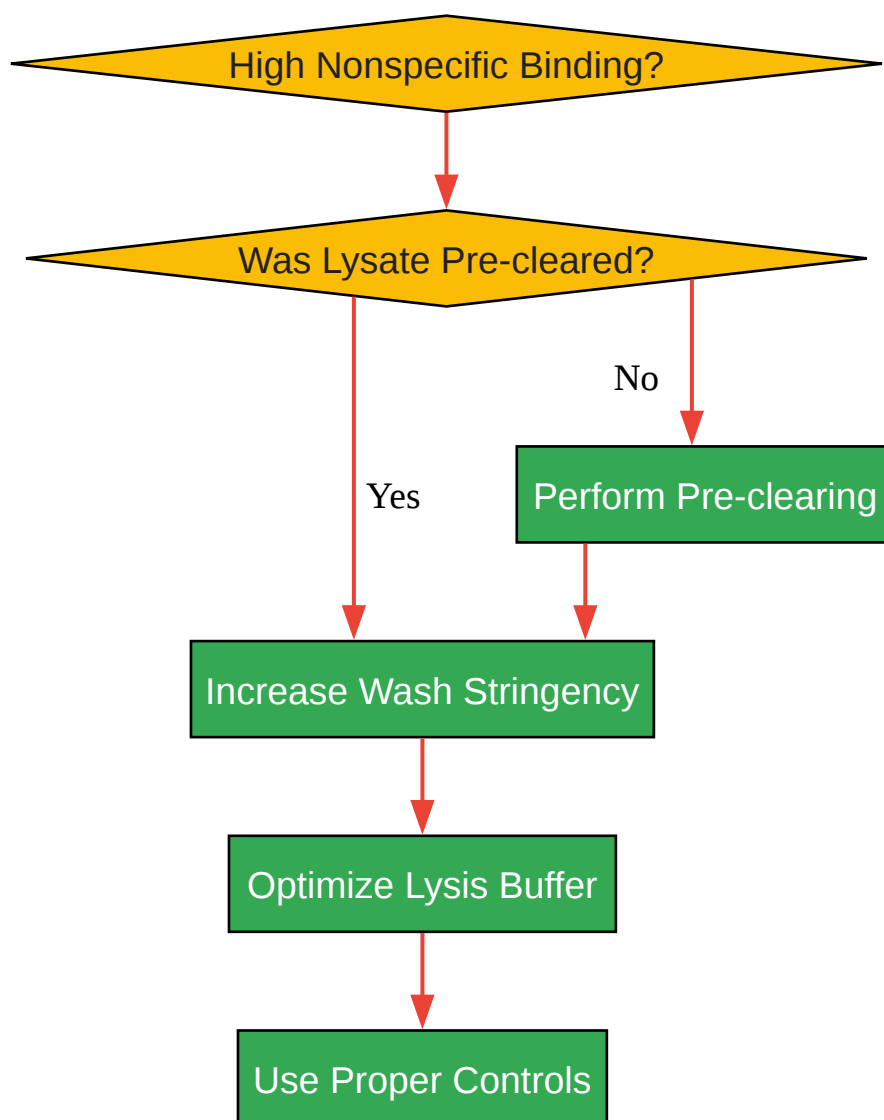 High Nonspecific Binding?
Was Lysate Pre-cleared?
No
Yes
Perform Pre-clearing
Increase Wash Stringency
Optimize Lysis Buffer
Use Proper Controls